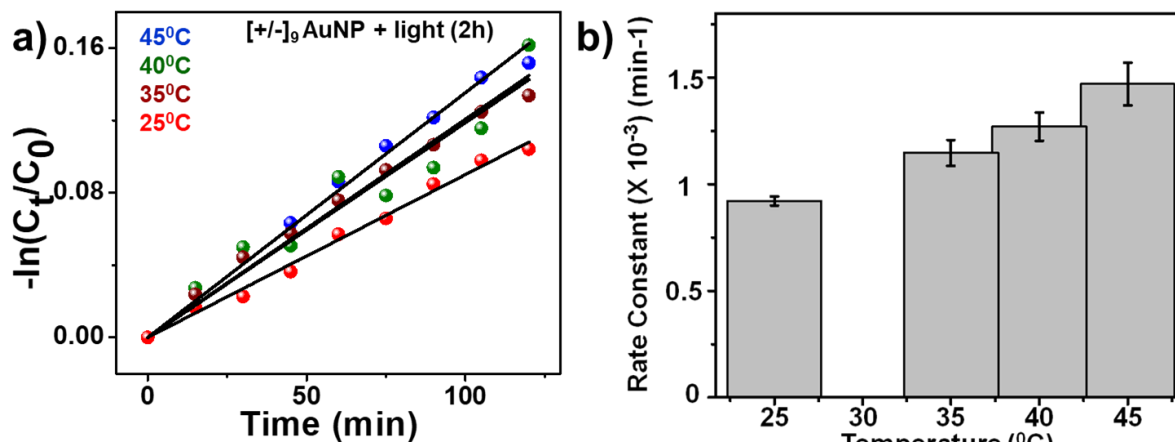 a)
[+/-]₉ AuNP + light (2h)
45⁰C
40⁰C
35⁰C
25⁰C
-ln(Cₜ/C₀)
0.16
0.08
0.00
0
50
100
Time (min)
b)
Rate Constant (X 10⁻³) (min-1)
1.5
1
0.5
0
25
30
35
40
45
Temperature (⁰C)